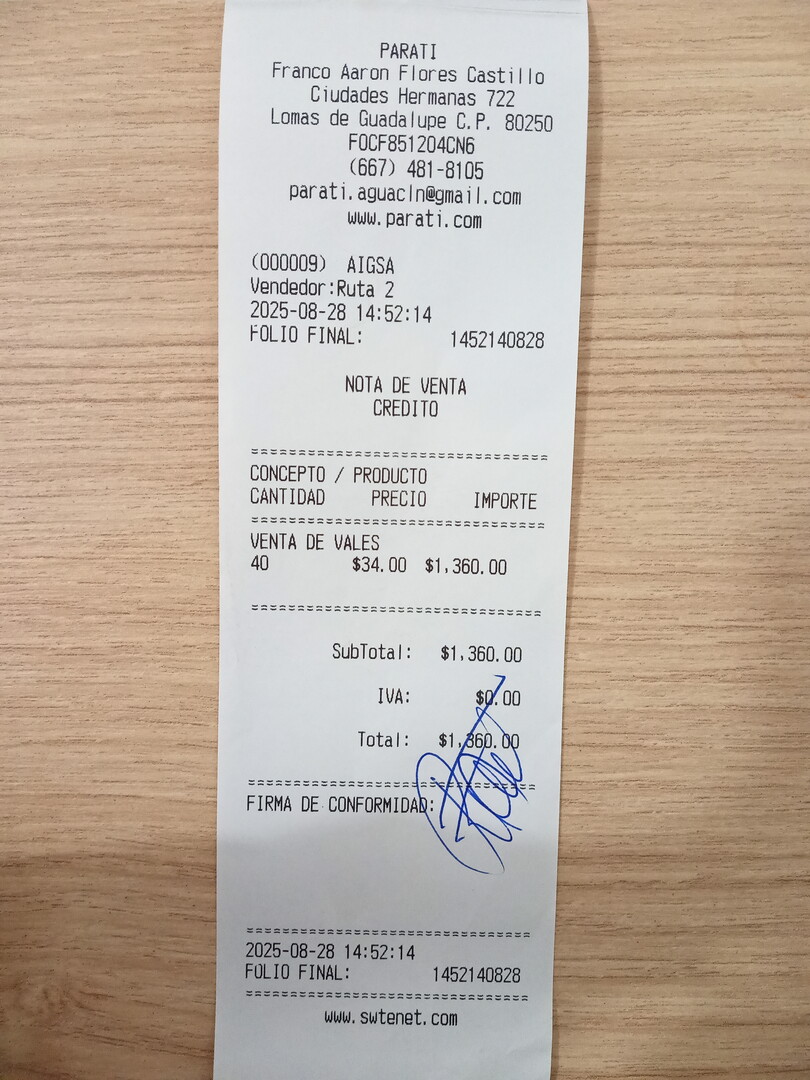 PARATI
Franco Aaron Flores Castillo
Ciudades Hermanas 722
Lomas de Guadalupe C.P. 80250
FOCF851204CN6
(667) 481-8105
parati.aguacln@gmail.com
www.parati.com
(000009) AIGSA
Vendedor:Ruta 2
2025-08-28 14:52:14
FOLIO FINAL: 1452140828
NOTA DE VENTA
CREDITO
CONCEPTO / PRODUCTO
CANTIDAD PRECIO IMPORTE
VENTA DE VALES
40 $34.00 $1,360.00
SubTotal: $1,360.00
IVA: $0.00
Total: $1,360.00
FIRMA DE CONFORMIDAD:
2025-08-28 14:52:14
FOLIO FINAL: 1452140828
www.swtenet.com